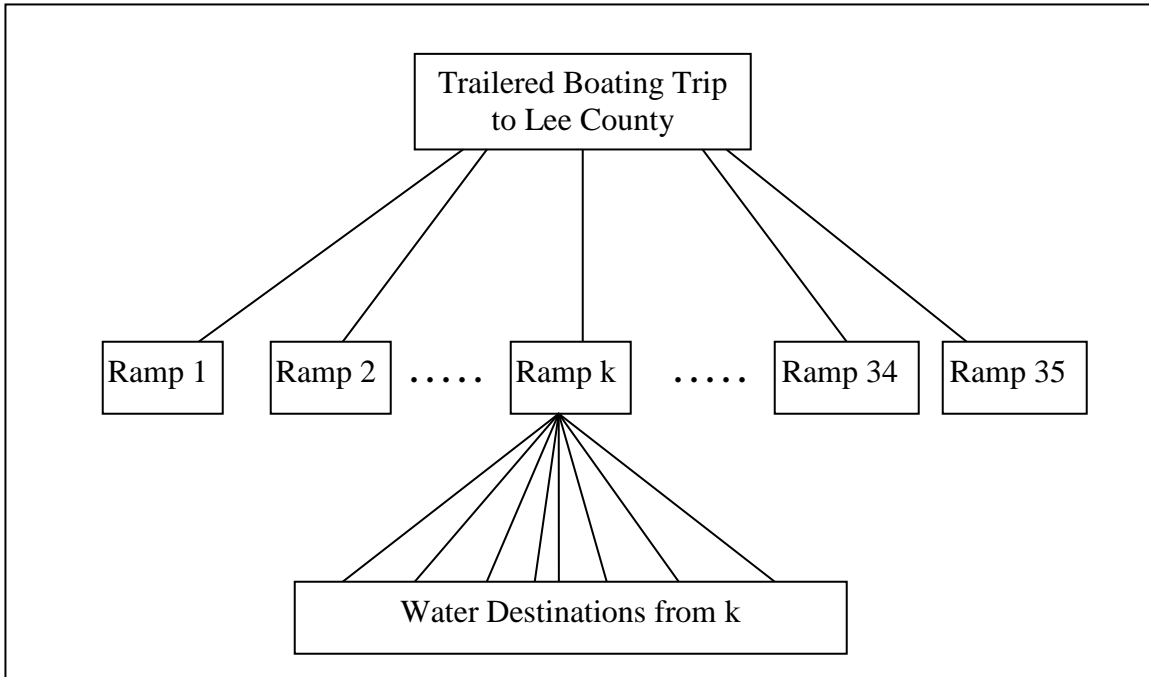 Trailered Boating Trip
to Lee County
Ramp 1 Ramp 2 ..... Ramp k ..... Ramp 34 Ramp 35
Water Destinations from k